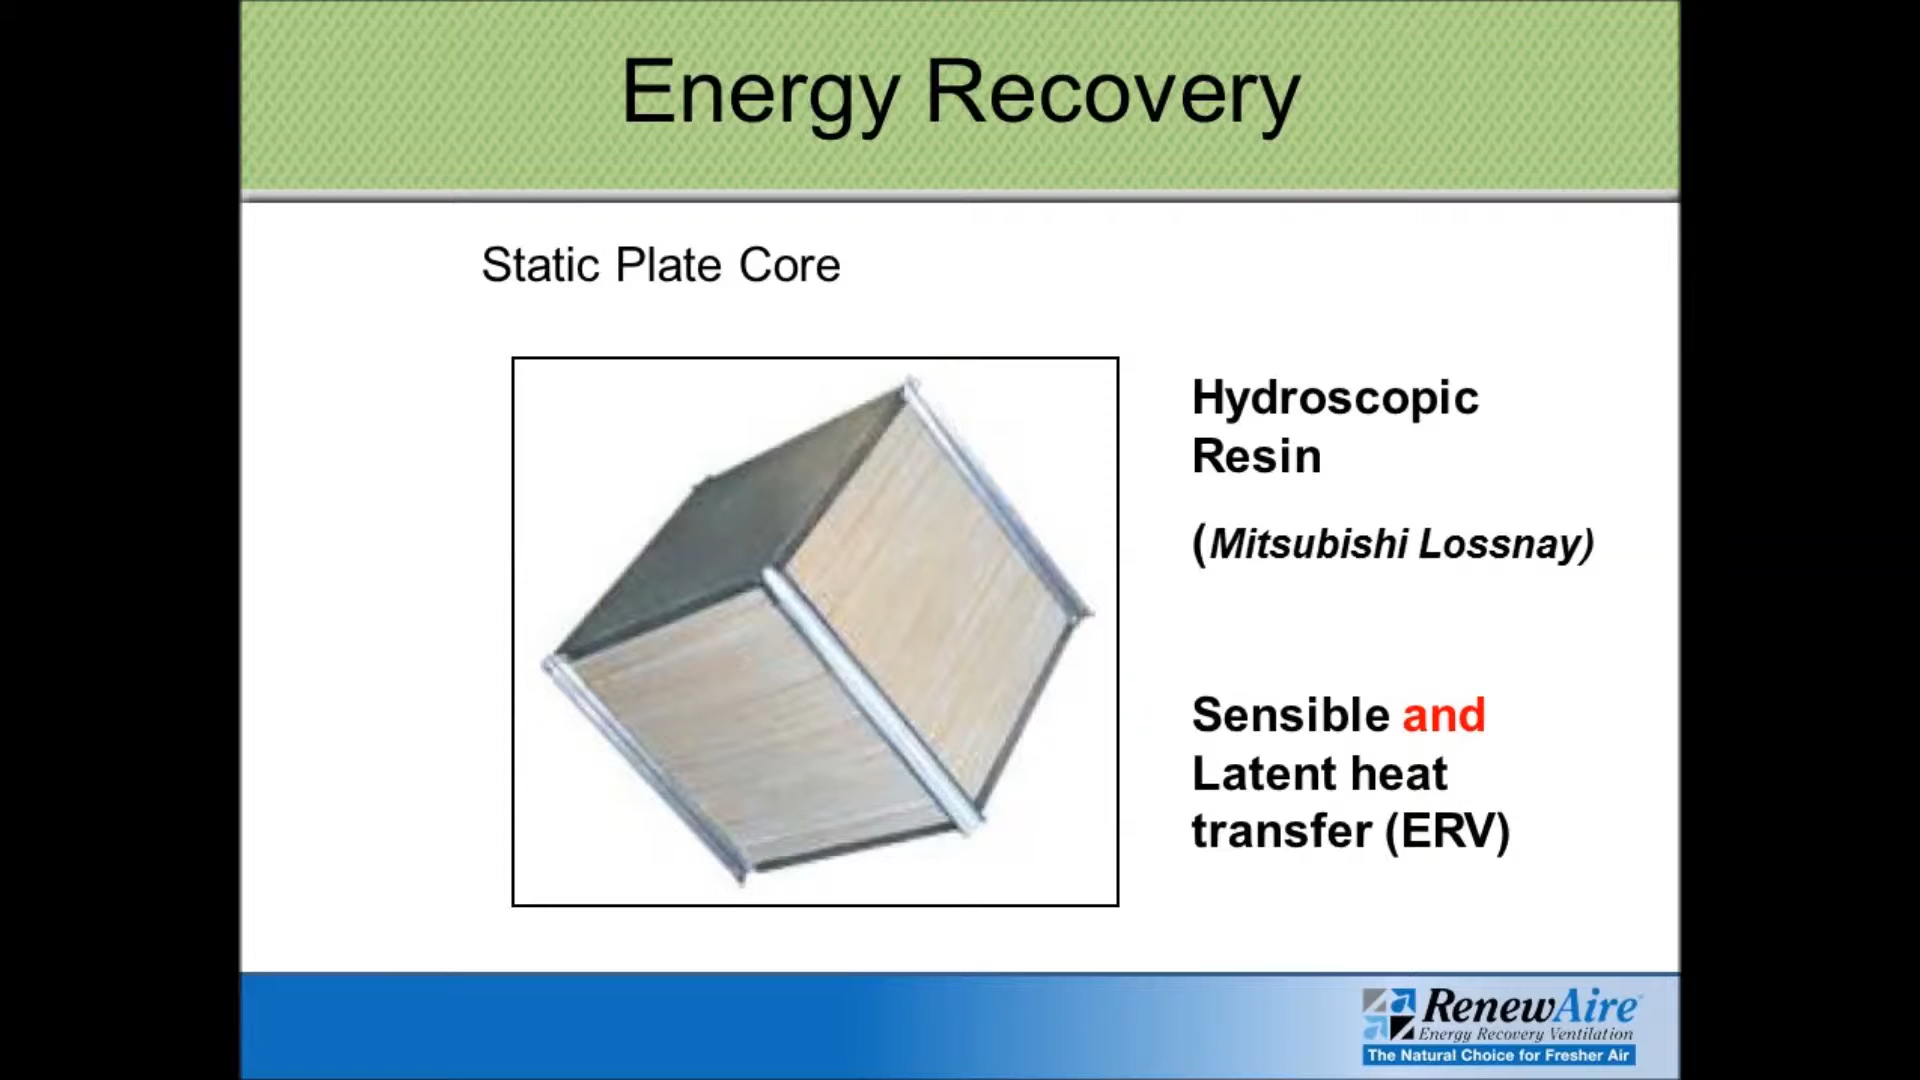 Energy Recovery
Static Plate Core
Hydroscopic
Resin
(Mitsubishi Lossnay)
Sensible and
Latent heat
transfer (ERV)
RenewAire
Energy Recovery Ventilation
The Natural Choice for Fresher Air